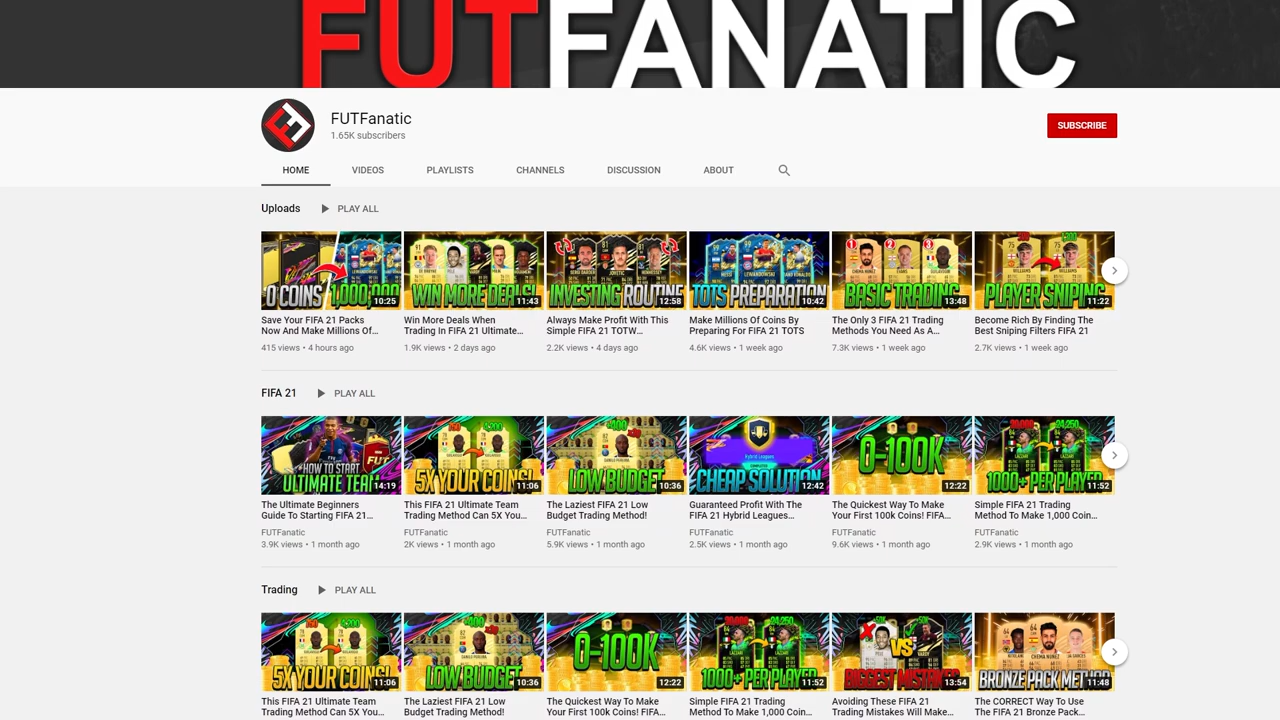 FUTFANATIC
FUTFanatic
1.65K subscribers
SUBSCRIBE
HOME VIDEOS PLAYLISTS CHANNELS DISCUSSION ABOUT
Uploads PLAY ALL
0 COINS 1,000,000 10:25
WIN MORE DEALS! 11:43
INVESTING ROUTINE 12:58
TOTS PREPARATION 10:42
BASIC TRADING 13:48
PLAYER SNIPING 11:22
Save Your FIFA 21 Packs
Now And Make Millions Of...
415 views • 4 hours ago
Win More Deals When
Trading In FIFA 21 Ultimate...
1.9K views • 2 days ago
Always Make Profit With This
Simple FIFA 21 TOTW...
2.2K views • 4 days ago
Make Millions Of Coins By
Preparing For FIFA 21 TOTS
4.6K views • 1 week ago
The Only 3 FIFA 21 Trading
Methods You Need As A...
7.3K views • 1 week ago
Become Rich By Finding The
Best Sniping Filters FIFA 21
2.7K views • 1 week ago
FIFA 21 PLAY ALL
HOW TO START
ULTIMATE TEAM 14:19
5X YOUR COINS! 11:06
LOW BUDGET 10:36
Hybrid Leagues
CHEAP SOLUTION 12:42
0-100K 12:22
20,000 24,250
1000+ PER PLAYER 11:52
The Ultimate Beginners
Guide To Starting FIFA 21...
FUTFanatic
3.9K views • 1 month ago
This FIFA 21 Ultimate Team
Trading Method Can 5X You...
FUTFanatic
2K views • 1 month ago
The Laziest FIFA 21 Low
Budget Trading Method!
FUTFanatic
5.9K views • 1 month ago
Guaranteed Profit With The
FIFA 21 Hybrid Leagues...
FUTFanatic
2.5K views • 1 month ago
The Quickest Way To Make
Your First 100k Coins! FIFA...
FUTFanatic
9.6K views • 1 month ago
Simple FIFA 21 Trading
Method To Make 1,000 Coin...
FUTFanatic
2.9K views • 1 month ago
Trading PLAY ALL
5X YOUR COINS! 11:06
LOW BUDGET 10:36
0-100K 12:22
20,000 24,250
1000+ PER PLAYER 11:52
VS
BIGGEST MISTAKE 13:54
BRONZE PACK METHOD 11:48
This FIFA 21 Ultimate Team
Trading Method Can 5X You...
The Laziest FIFA 21 Low
Budget Trading Method!
The Quickest Way To Make
Your First 100k Coins! FIFA...
Simple FIFA 21 Trading
Method To Make 1,000 Coin...
Avoiding These FIFA 21
Trading Mistakes Will Make...
The CORRECT Way To Use
The FIFA 21 Bronze Pack...